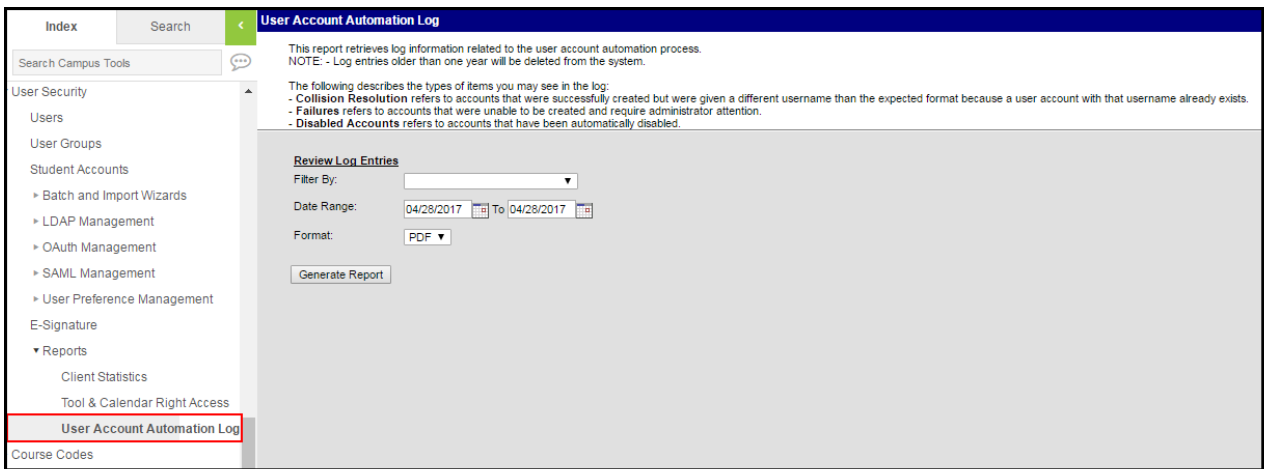 Index
Search
Search Campus Tools
User Security
Users
User Groups
Student Accounts
Batch and Import Wizards
LDAP Management
OAuth Management
SAML Management
User Preference Management
E-Signature
Reports
Client Statistics
Tool & Calendar Right Access
User Account Automation Log
Course Codes
User Account Automation Log
This report retrieves log information related to the user account automation process.
NOTE: - Log entries older than one year will be deleted from the system.
The following describes the types of items you may see in the log:
- Collision Resolution refers to accounts that were successfully created but were given a different username than the expected format because a user account with that username already exists.
- Failures refers to accounts that were unable to be created and require administrator attention.
- Disabled Accounts refers to accounts that have been automatically disabled.
Review Log Entries
Filter By:
Date Range: 04/28/2017 To 04/28/2017
Format: PDF
Generate Report